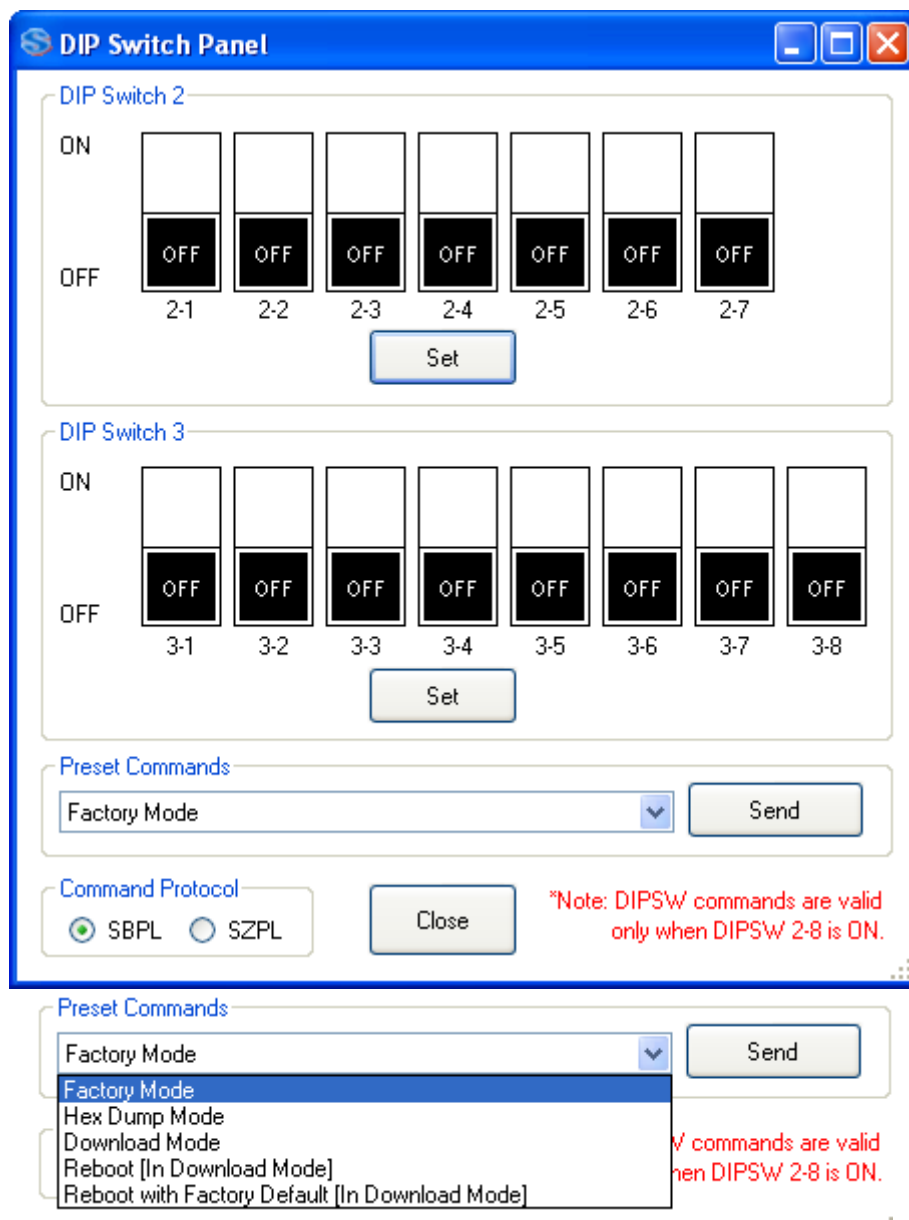 DIP Switch Panel
DIP Switch 2
ON
OFF OFF OFF OFF OFF OFF OFF
OFF
2-1 2-2 2-3 2-4 2-5 2-6 2-7
Set
DIP Switch 3
ON
OFF OFF OFF OFF OFF OFF OFF OFF
OFF
3-1 3-2 3-3 3-4 3-5 3-6 3-7 3-8
Set
Preset Commands
Factory Mode Send
Command Protocol
SBPL SZPL
Close
*Note: DIPSW commands are valid
only when DIPSW 2-8 is ON.
Preset Commands
Factory Mode Send
Factory Mode
Hex Dump Mode
Download Mode
Reboot [In Download Mode]
Reboot with Factory Default [In Download Mode]
commands are valid
DIPSW 2-8 is ON.